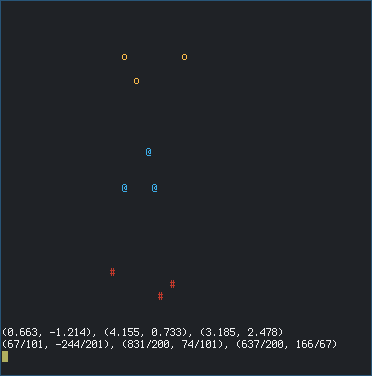 o o
o
@
@ @
#
#
#
(0.663, -1.214), (4.155, 0.733), (3.185, 2.478)
(67/101, -244/201), (831/200, 74/101), (637/200, 166/67)